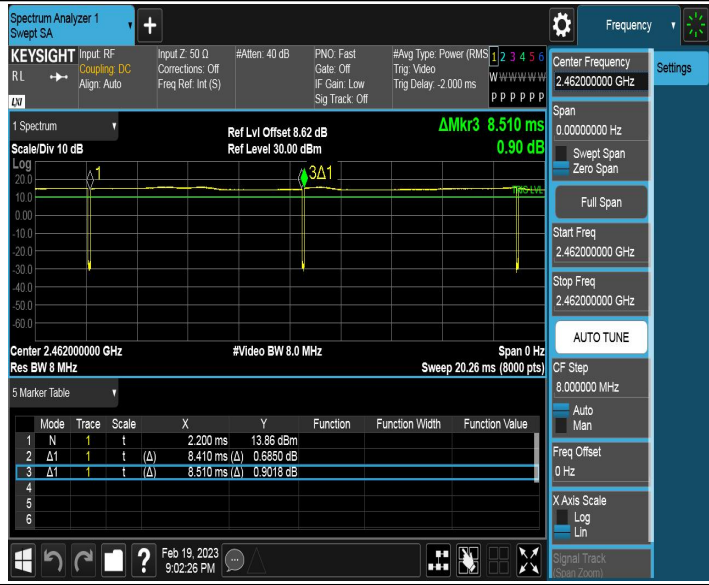 Spectrum Analyzer 1
Swept SA
Frequency
KEYSIGHT
RL
LXI
Input: RF
Coupling: DC
Align: Auto
Input Z: 50 Ω
Corrections: Off
Freq Ref: Int (S)
#Atten: 40 dB
PNO: Fast
Gate: Off
IF Gain: Low
Sig Track: Off
#Avg Type: Power (RMS
Trig: Video
Trig Delay: -2.000 ms
1 2 3 4 5 6
W W W W W W
P P P P P P
1 Spectrum
Scale/Div 10 dB
Ref Lvl Offset 8.62 dB
Ref Level 30.00 dBm
ΔMkr3 8.510 ms
0.90 dB
Log
20.0
10.0
0.00
-10.0
-20.0
-30.0
-40.0
-50.0
-60.0
1
3Δ1
TRIG LVL
Center 2.462000000 GHz
Res BW 8 MHz
#Video BW 8.0 MHz
Span 0 Hz
Sweep 20.26 ms (8000 pts)
5 Marker Table
Mode Trace Scale X Y Function Function Width Function Value
1 N 1 t 2.200 ms 13.86 dBm
2 Δ1 1 t (Δ) 8.410 ms (Δ) 0.6850 dB
3 Δ1 1 t (Δ) 8.510 ms (Δ) 0.9018 dB
4
5
6
Feb 19, 2023
9:02:26 PM
Center Frequency
2.462000000 GHz
Span
0.00000000 Hz
Swept Span
Zero Span
Full Span
Start Freq
2.462000000 GHz
Stop Freq
2.462000000 GHz
AUTO TUNE
CF Step
8.000000 MHz
Auto
Man
Freq Offset
0 Hz
X Axis Scale
Log
Lin
Signal Track
(Span Zoom)
Settings